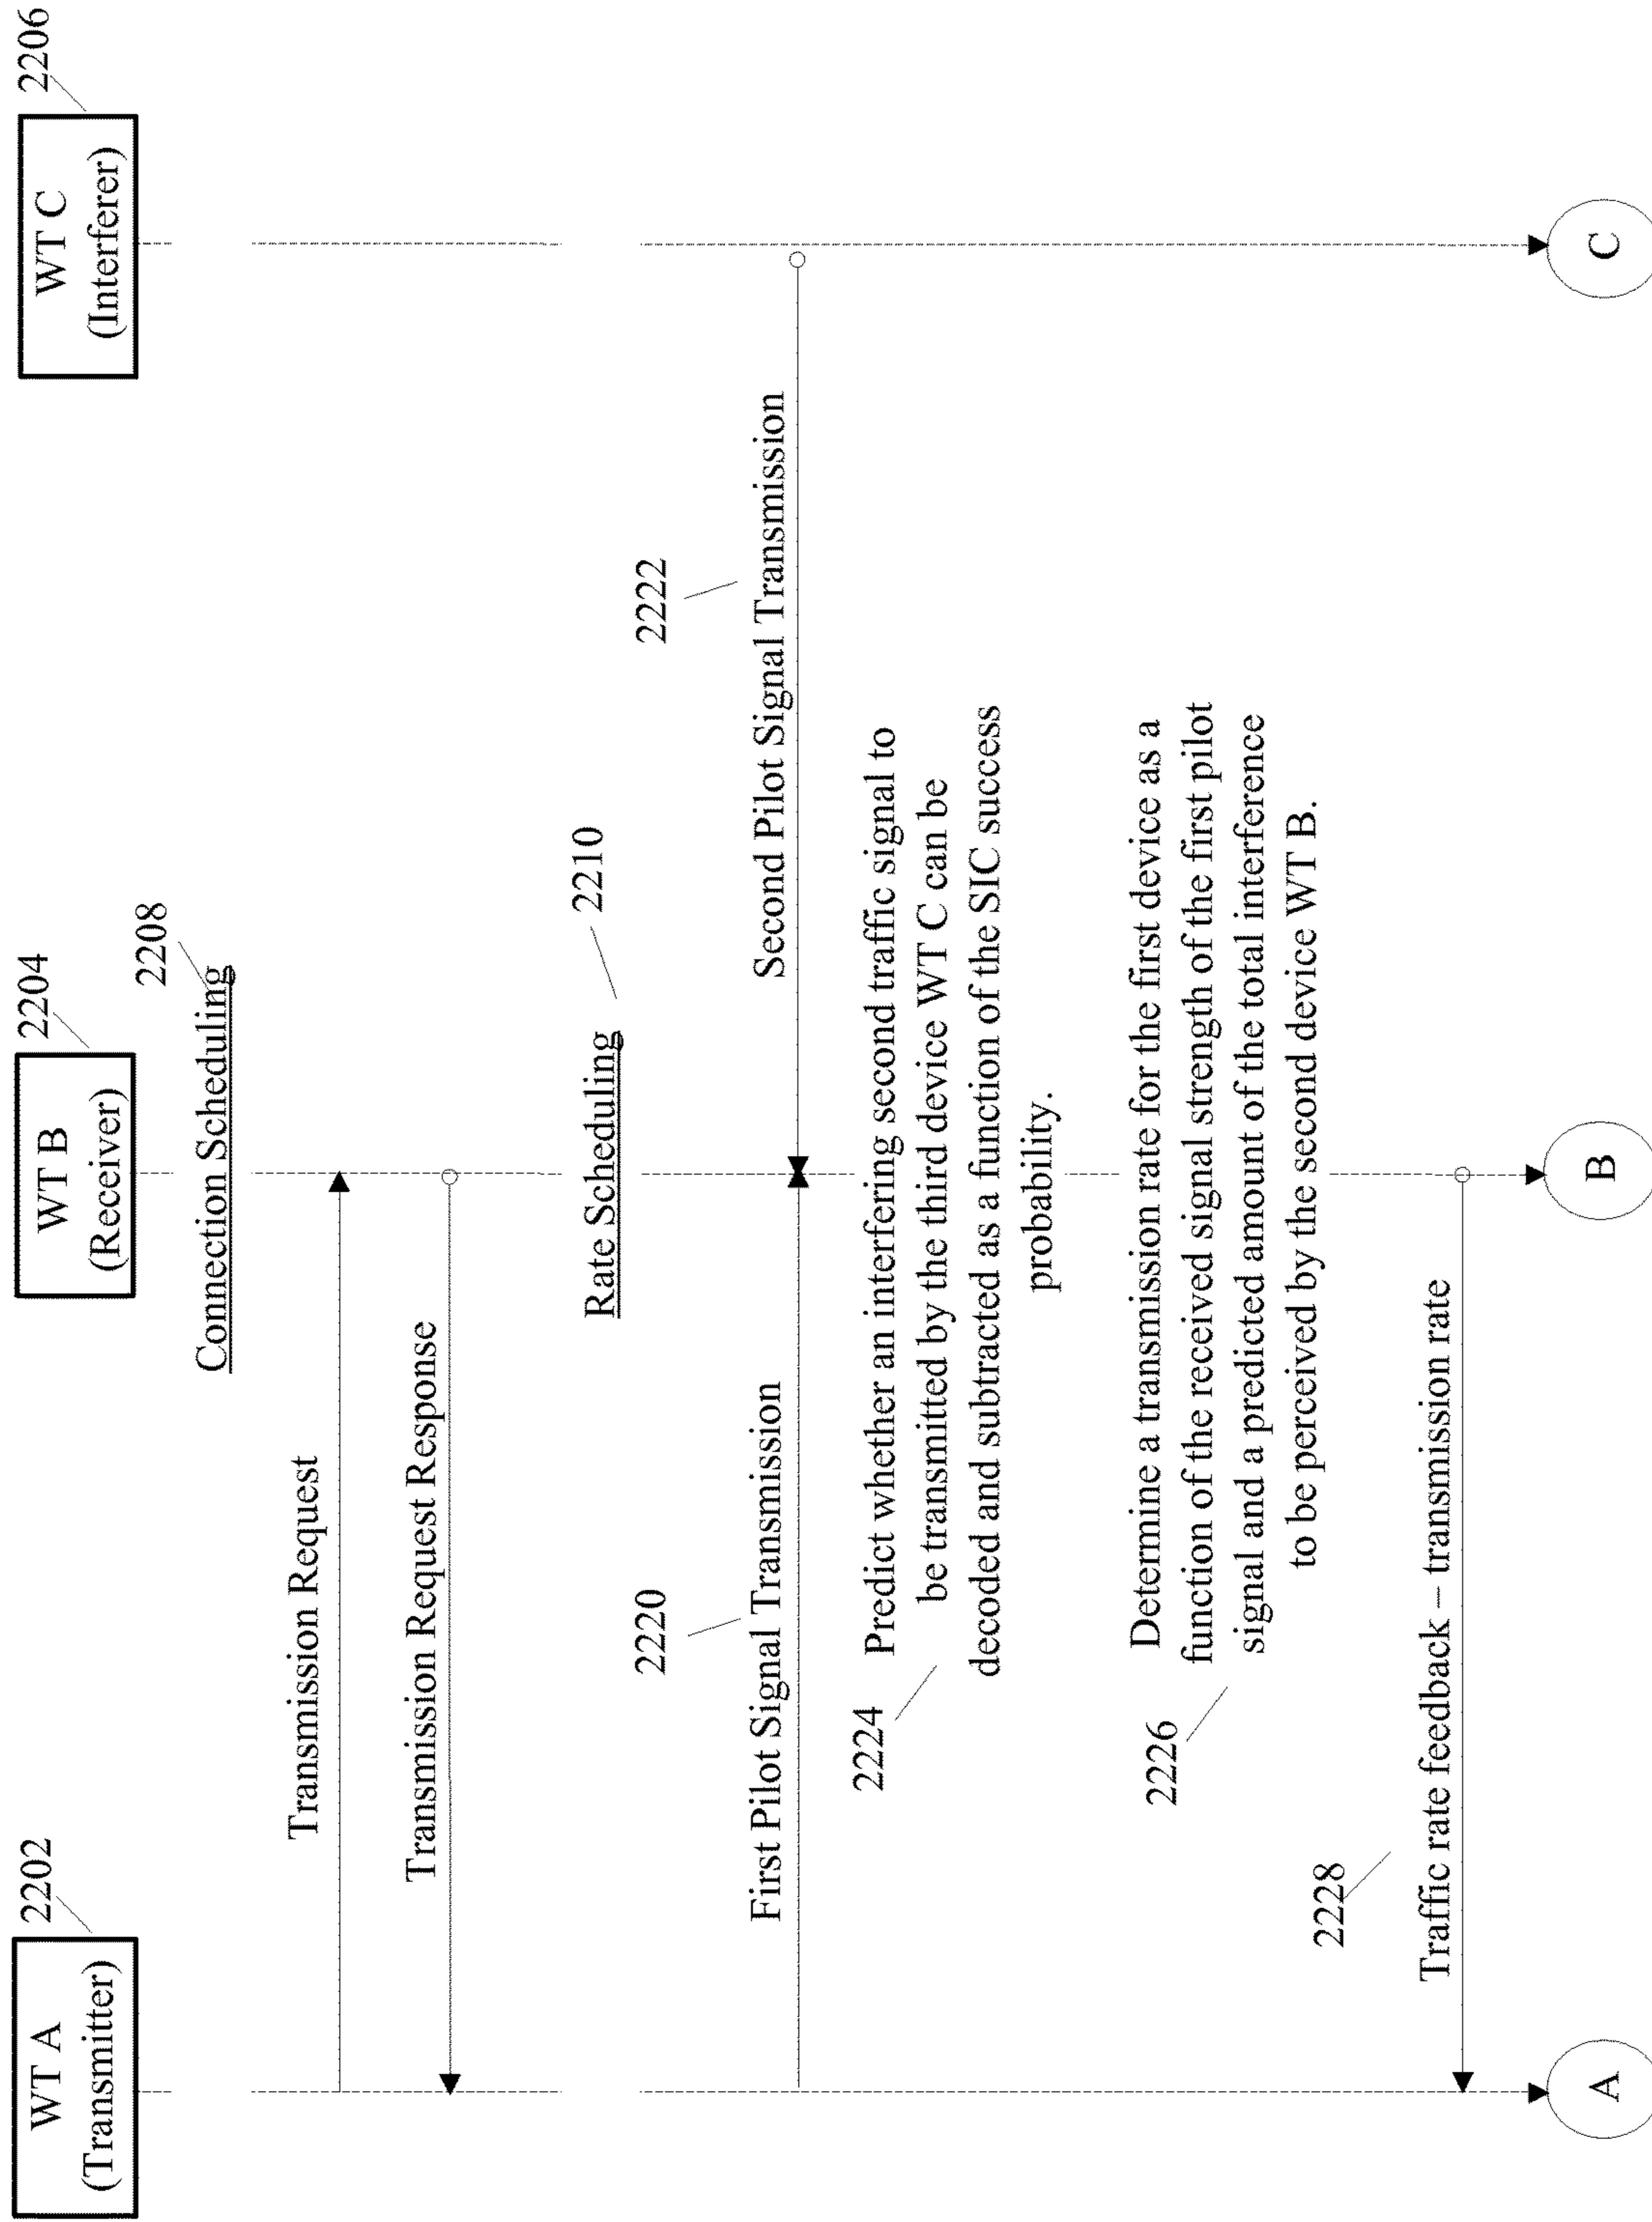 2202
WT A
(Transmitter)
2204
WT B
(Receiver)
2206
WT C
(Interferer)
2208
Connection Scheduling
Transmission Request
Transmission Request Response
2210
Rate Scheduling
2220
First Pilot Signal Transmission
2222
Second Pilot Signal Transmission
2224
Predict whether an interfering second traffic signal to
be transmitted by the third device WT C can be
decoded and subtracted as a function of the SIC success
probability.
2226
Determine a transmission rate for the first device as a
function of the received signal strength of the first pilot
signal and a predicted amount of the total interference
to be perceived by the second device WT B.
2228
Traffic rate feedback – transmission rate
A
B
C